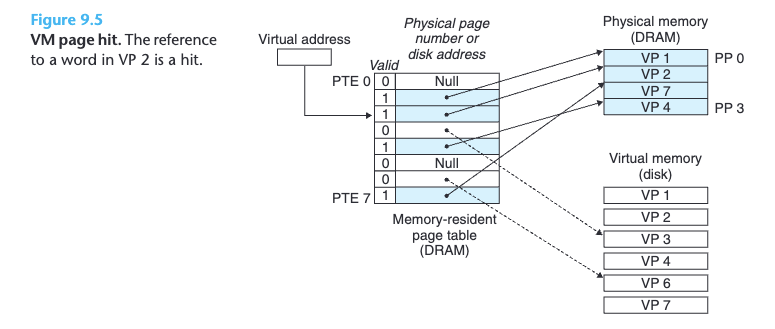 Figure 9.5
VM page hit. The reference
to a word in VP 2 is a hit.
Virtual address
Physical page
number or
disk address
Valid
PTE 0
0
Null
1
1
0
1
0
Null
0
PTE 7
1
Memory-resident
page table
(DRAM)
Physical memory
(DRAM)
VP 1
PP 0
VP 2
VP 7
VP 4
PP 3
Virtual memory
(disk)
VP 1
VP 2
VP 3
VP 4
VP 6
VP 7